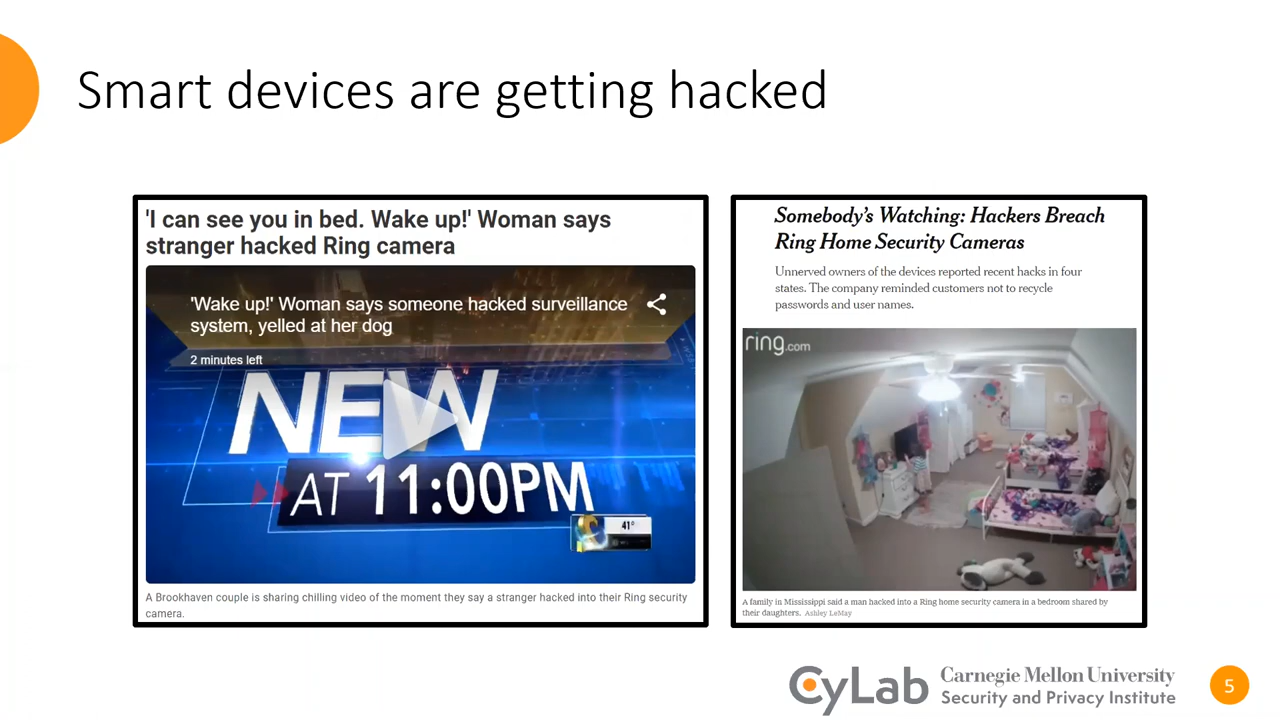 Smart devices are getting hacked
'I can see you in bed. Wake up!' Woman says
stranger hacked Ring camera
'Wake up!' Woman says someone hacked surveillance
system, yelled at her dog
2 minutes left
NEW
AT 11:00PM
41°
A Brookhaven couple is sharing chilling video of the moment they say a stranger hacked into their Ring security
camera.
Somebody's Watching: Hackers Breach
Ring Home Security Cameras
Unnerved owners of the devices reported recent hacks in four
states. The company reminded customers not to recycle
passwords and user names.
ring.com
A family in Mississippi said a man hacked into a Ring home security camera in a bedroom shared by
their daughters. Ashley LeMay
CyLab
Carnegie Mellon University
Security and Privacy Institute
5